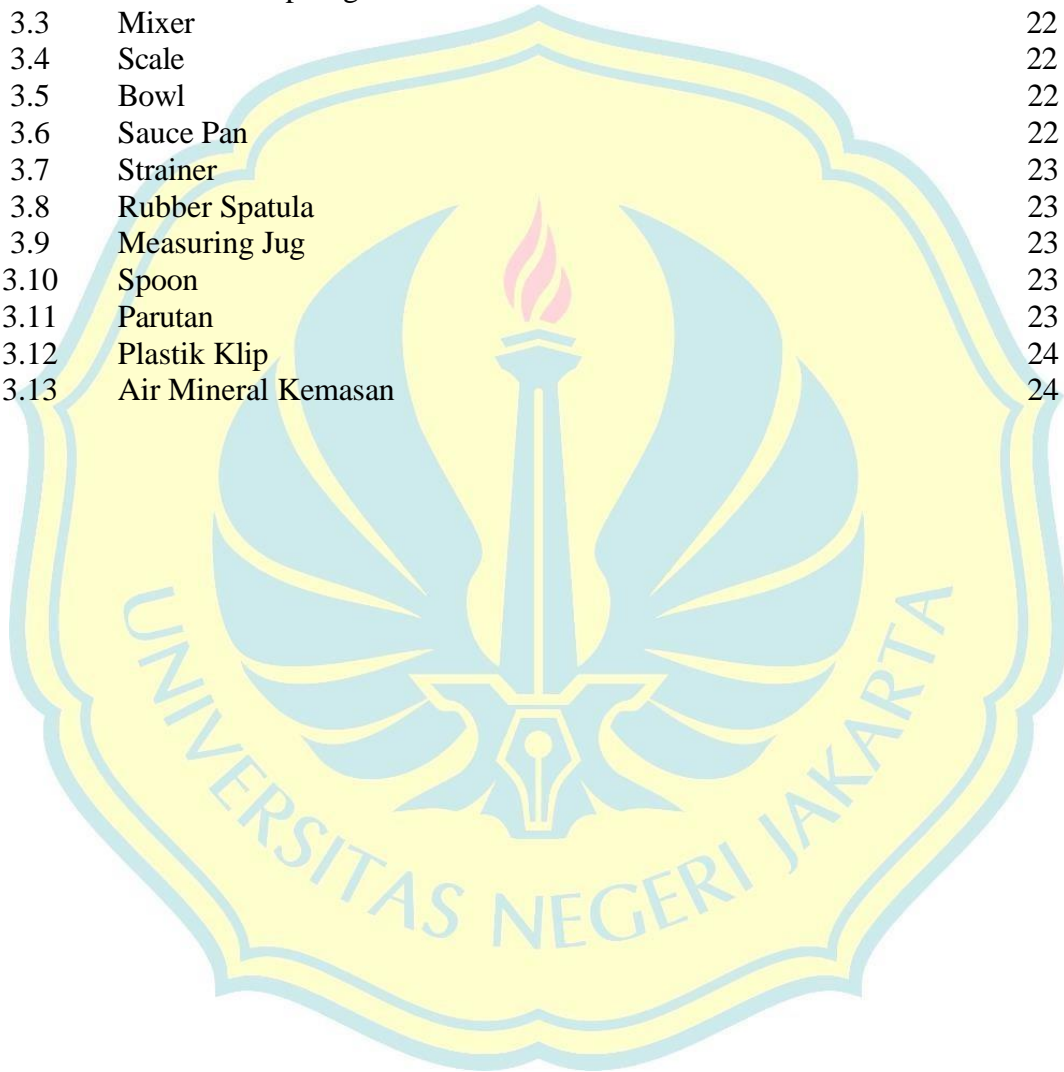 3.3 Mixer 22
3.4 Scale 22
3.5 Bowl 22
3.6 Sauce Pan 22
3.7 Strainer 23
3.8 Rubber Spatula 23
3.9 Measuring Jug 23
3.10 Spoon 23
3.11 Parutan 23
3.12 Plastik Klip 24
3.13 Air Mineral Kemasan 24
UNIVERSITAS NEGERI JAKARTA